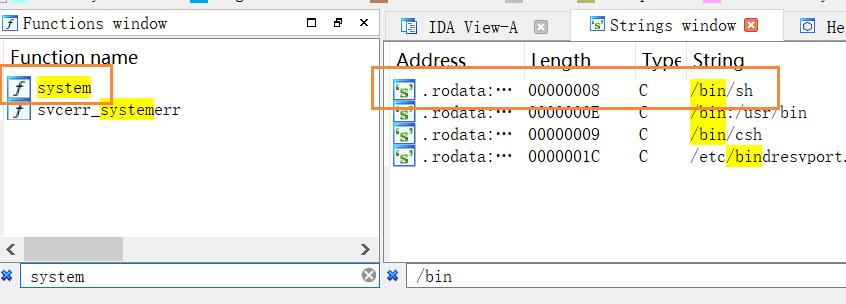 Functions window
Function name
system
svcerr_systemerr
system
IDA View-A
Strings window
He
Address Length Type String
.rodata:… 00000008 C /bin/sh
.rodata:… 0000000E C /bin:/usr/bin
.rodata:… 00000009 C /bin/csh
.rodata:… 0000001C C /etc/bindresvport.
/bin